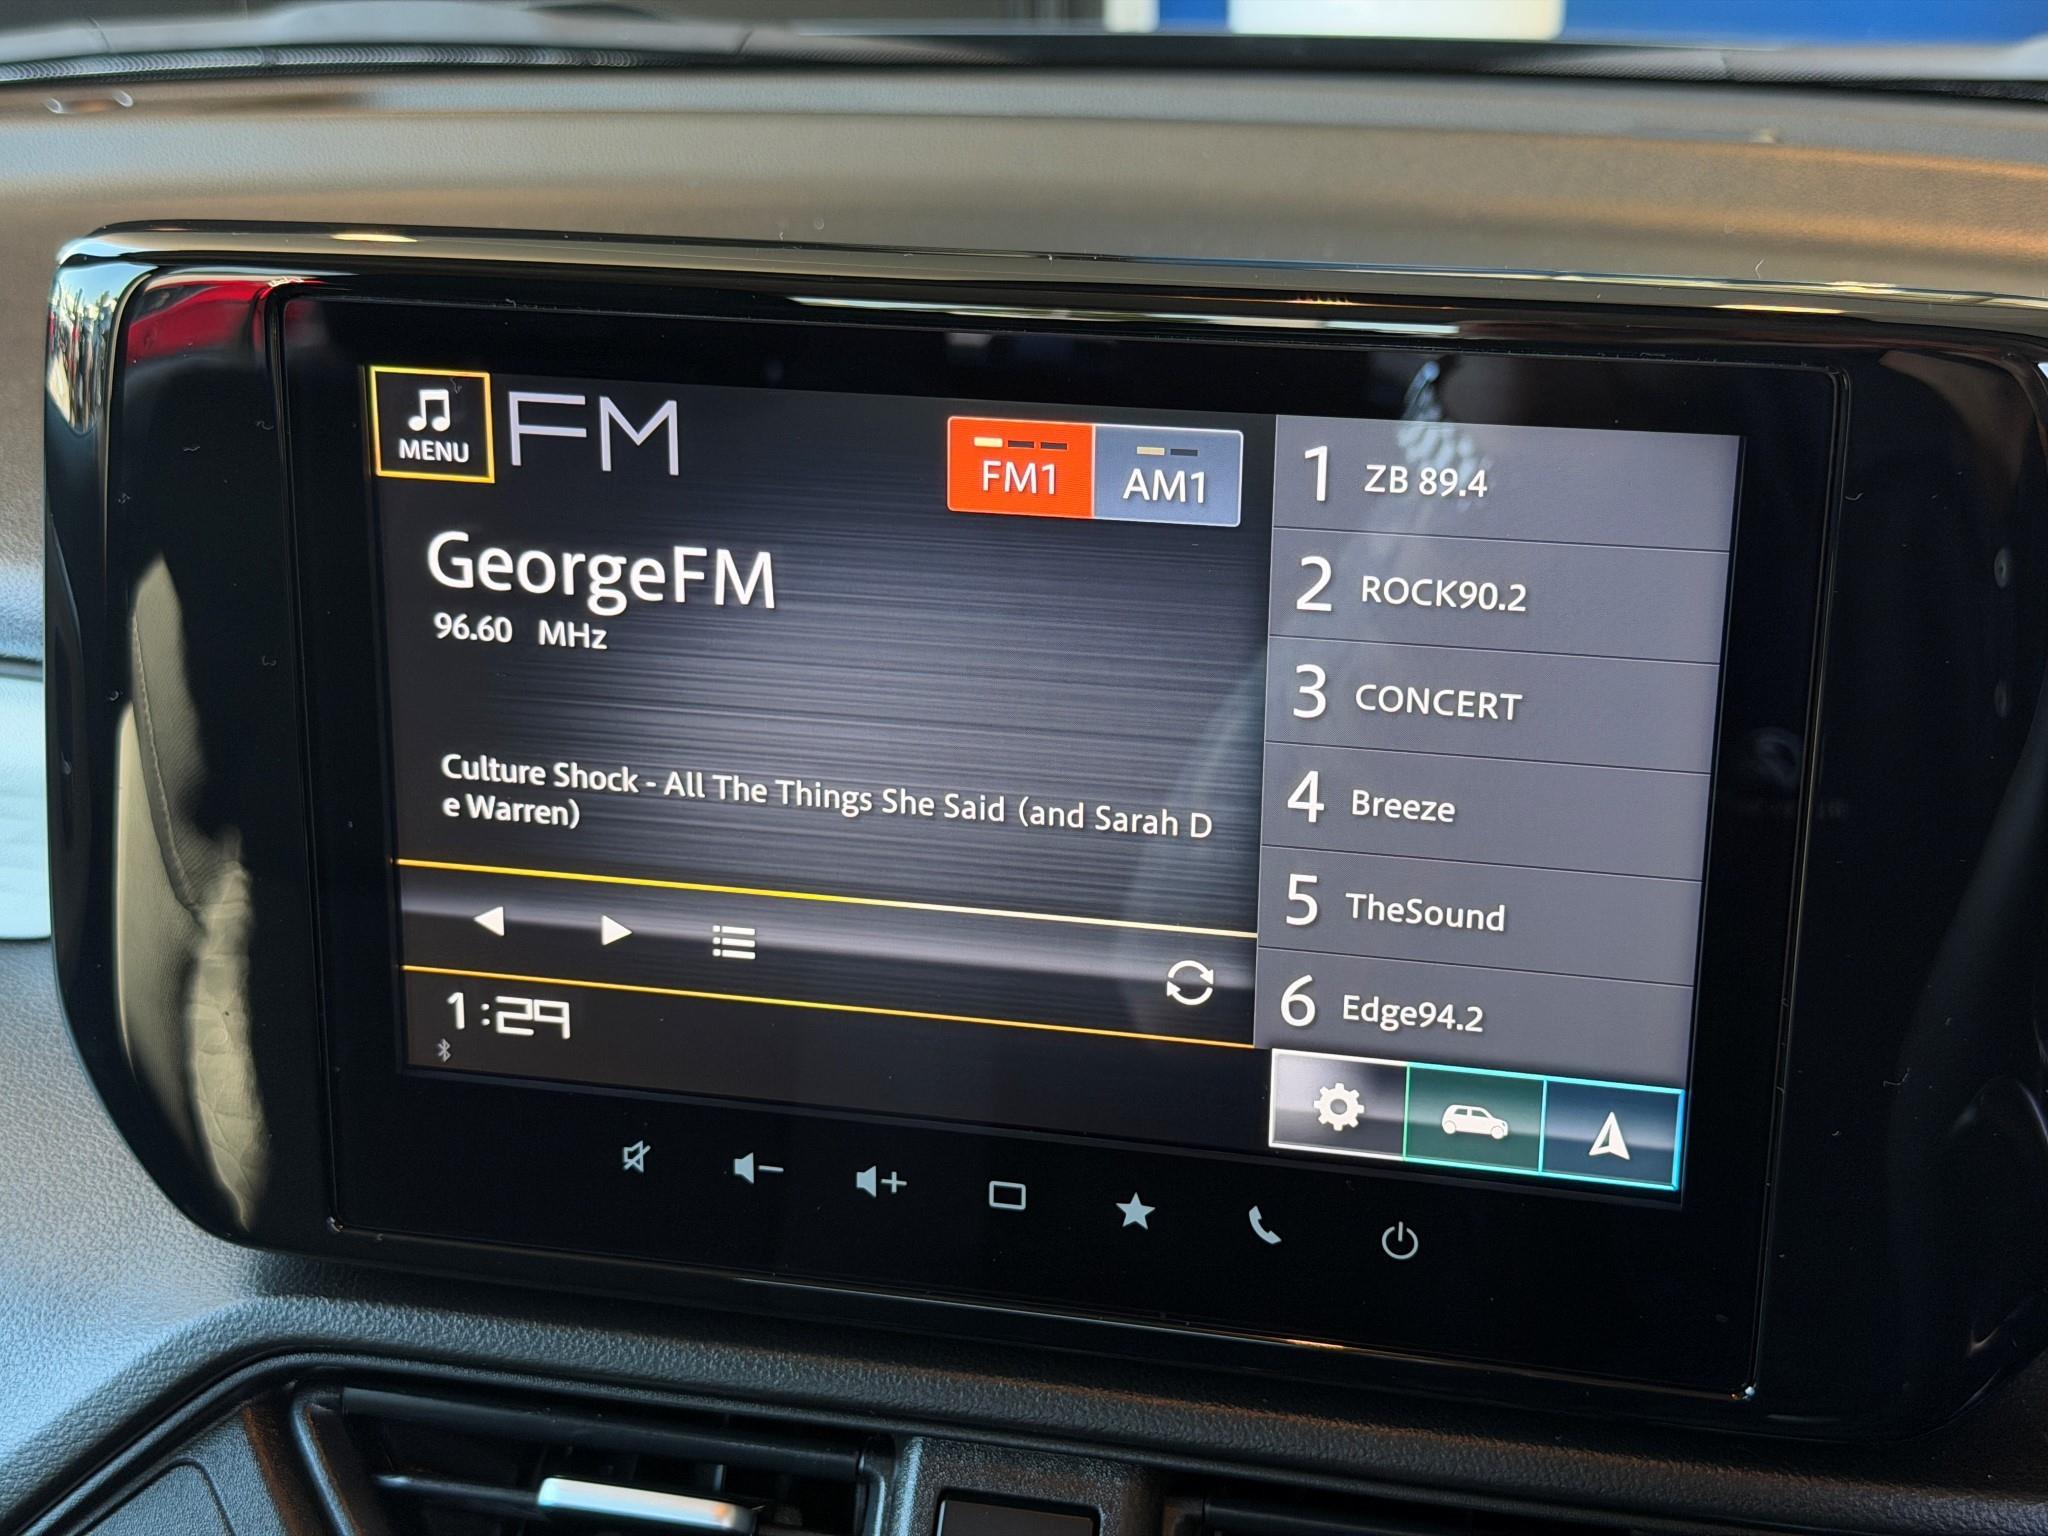 MENU
FM
FM1
AM1
GeorgeFM
96.60 MHz
Culture Shock - All The Things She Said (and Sarah D
e Warren)
1:29
1 ZB 89.4
2 ROCK90.2
3 CONCERT
4 Breeze
5 TheSound
6 Edge94.2